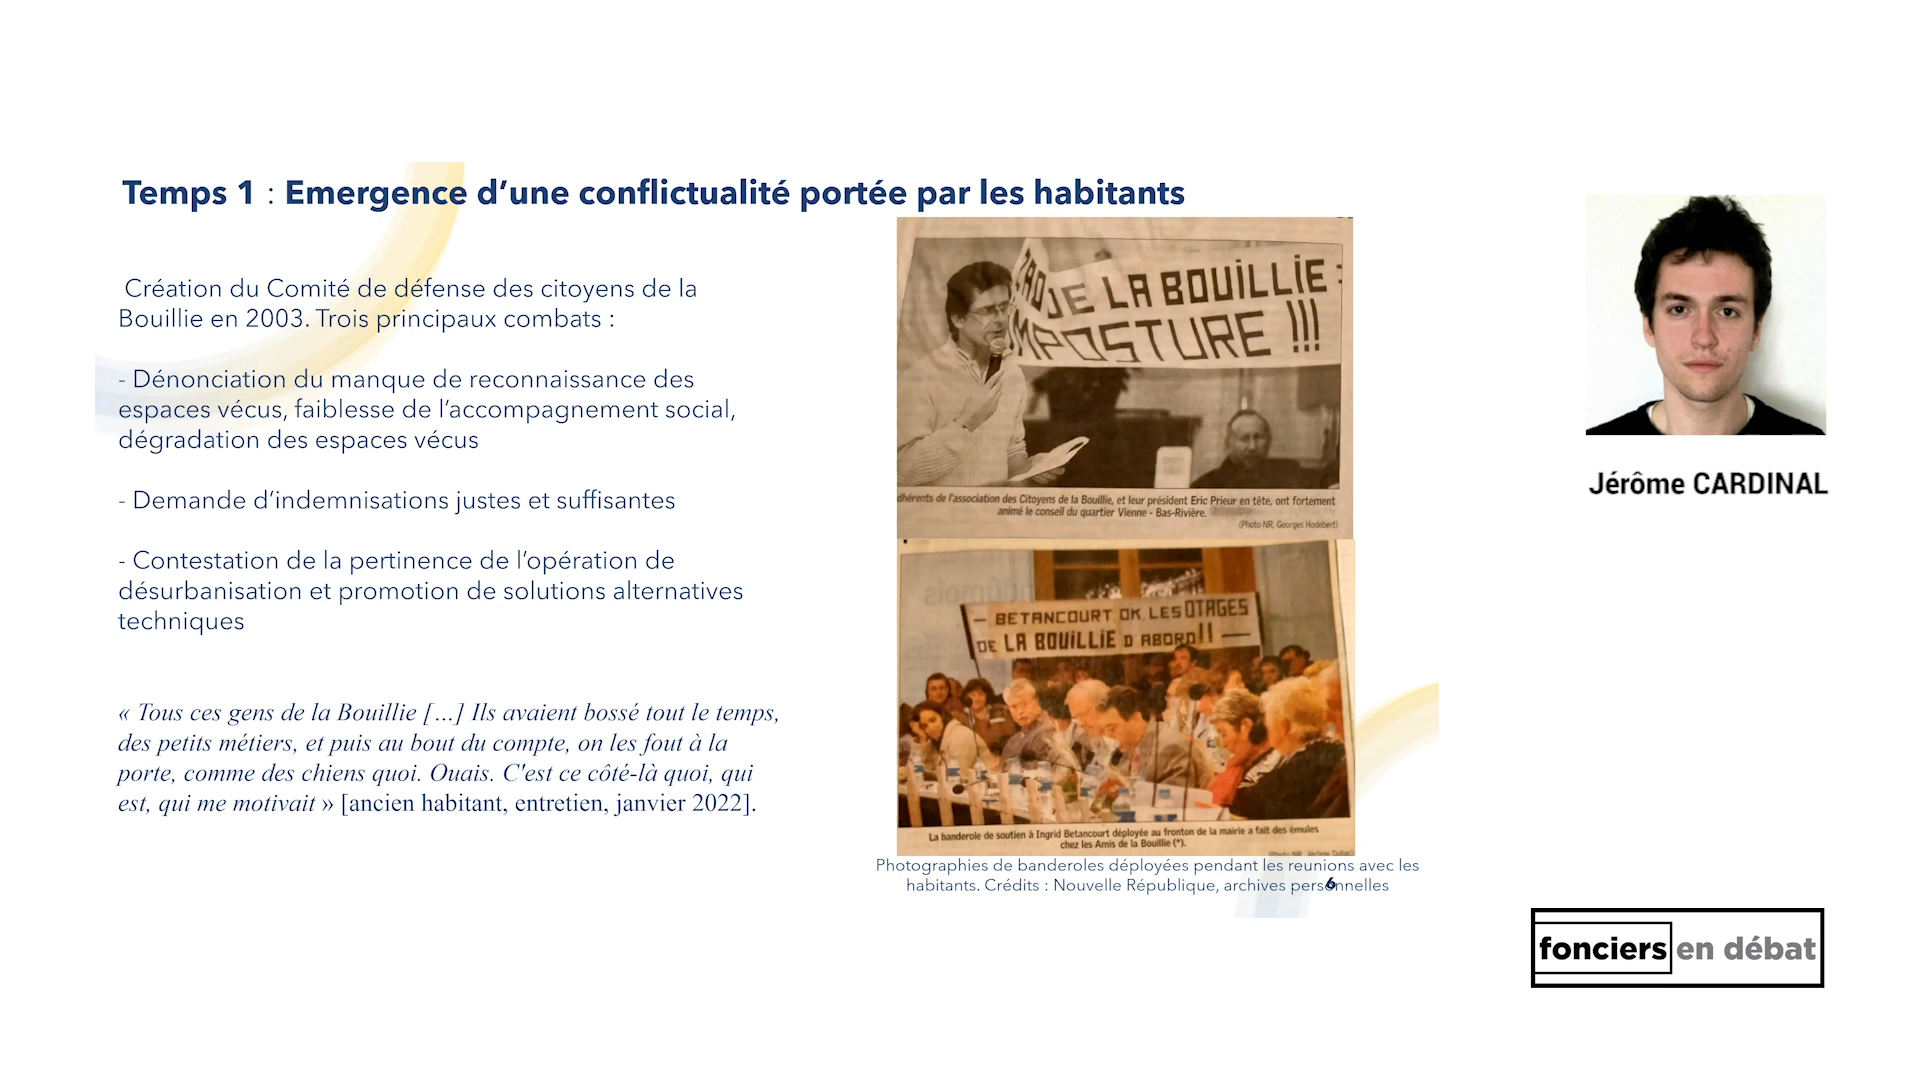 Temps 1 : Emergence d’une conflictualité portée par les habitants
Création du Comité de défense des citoyens de la
Bouillie en 2003. Trois principaux combats :
- Dénonciation du manque de reconnaissance des
espaces vécus, faiblesse de l’accompagnement social,
dégradation des espaces vécus
- Demande d’indemnisations justes et suffisantes
- Contestation de la pertinence de l’opération de
désurbanisation et promotion de solutions alternatives
techniques
« Tous ces gens de la Bouillie […] Ils avaient bossé tout le temps,
des petits métiers, et puis au bout du compte, on les fout à la
porte, comme des chiens quoi. Ouais. C'est ce côté-là quoi, qui
est, qui me motivait » [ancien habitant, entretien, janvier 2022].
ZAD DE LA BOUiLLiE :
IMPOSTURE !!!
dhérents de l'association des Citoyens de la Bouillie, et leur président Eric Prieur en tête, ont fortement
animé le conseil du quartier Vienne - Bas-Rivière.
(Photo NR, Georges Hodebert)
— BETANCOURT OK LES OTAGES
DE LA BOUiLLiE D'ABORD !! —
La banderole de soutien à Ingrid Betancourt déployée au fronton de la mairie a fait des émules
chez les Amis de la Bouillie (*).
Photographies de banderoles déployées pendant les reunions avec les
habitants. Crédits : Nouvelle République, archives personnelles
6
Jérôme CARDINAL
fonciers en débat